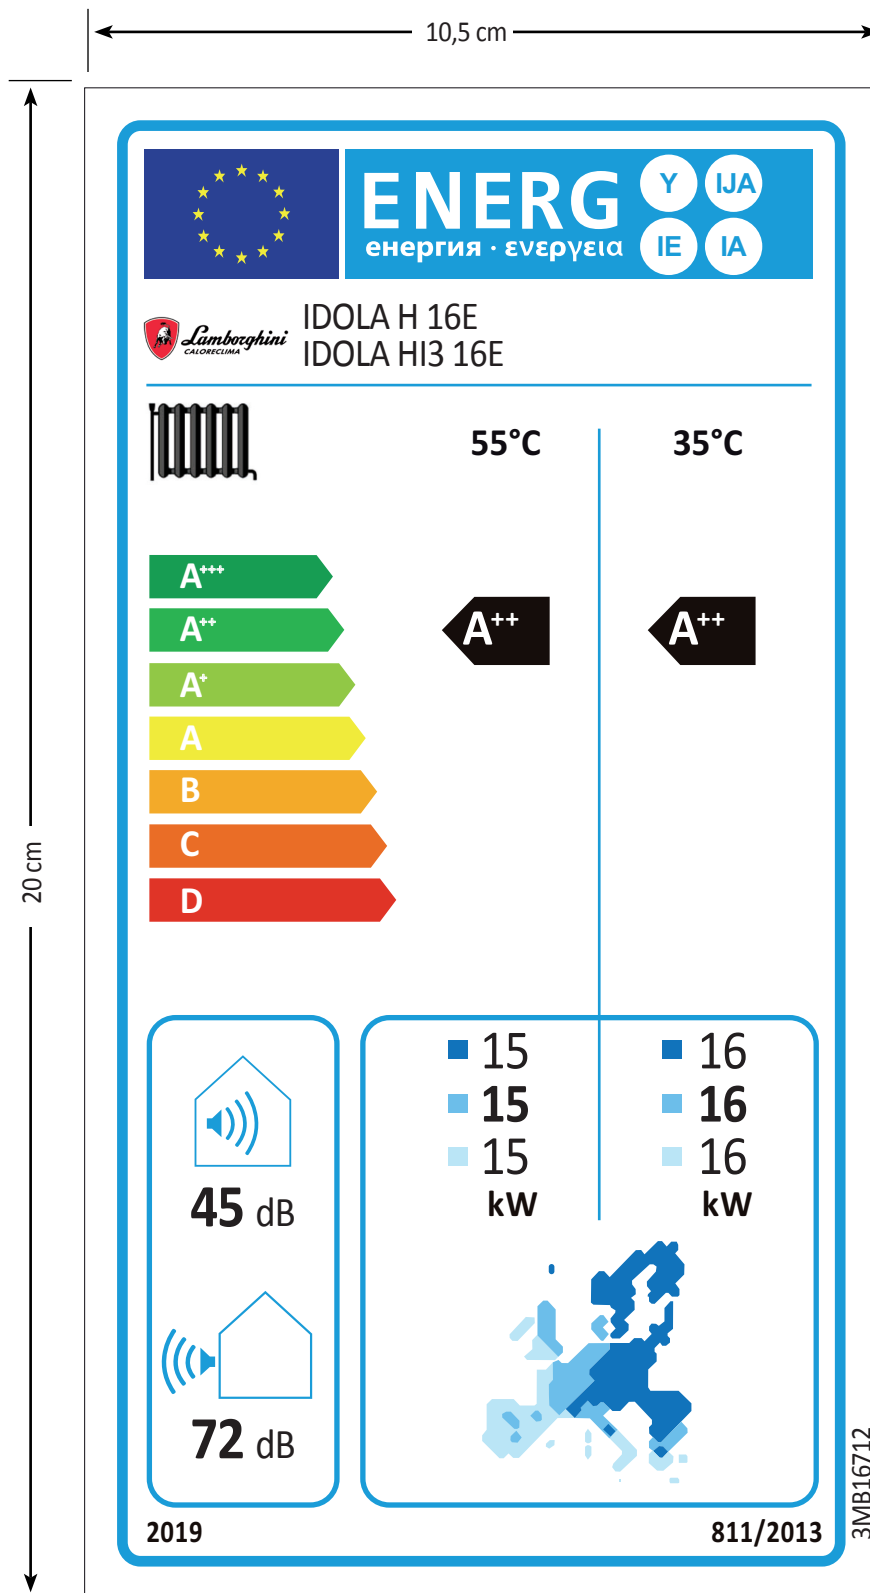 10,5 cm
20 cm
ENERG
енергия · ενεργεια
Y IJA
IE IA
Lamborghini
CALORECLIMA
IDOLA H 16E
IDOLA HI3 16E
55°C 35°C
A+++
A++
A+
A
B
C
D
A++ A++
15 16
15 16
15 16
kW kW
45 dB
72 dB
2019
811/2013
3MB16712